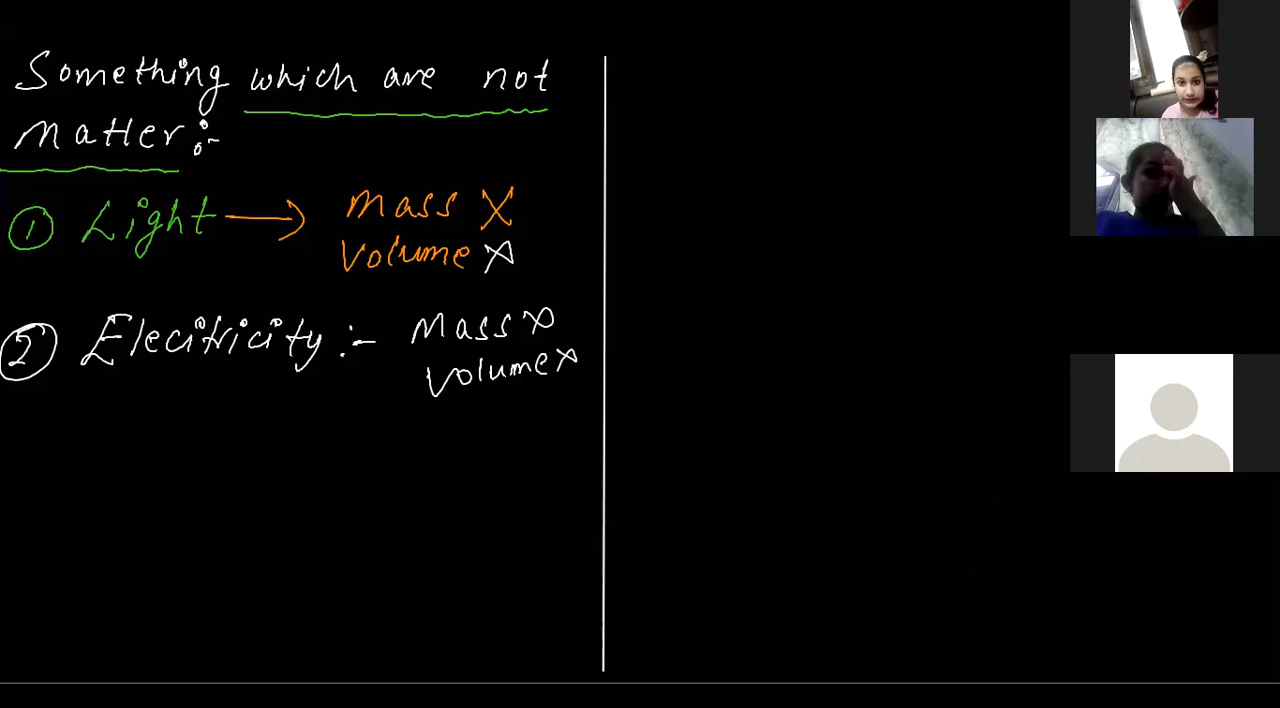 Something which are not
Matter :-
① Light → Mass X
Volume X
② Electricity :- Mass X
Volume X